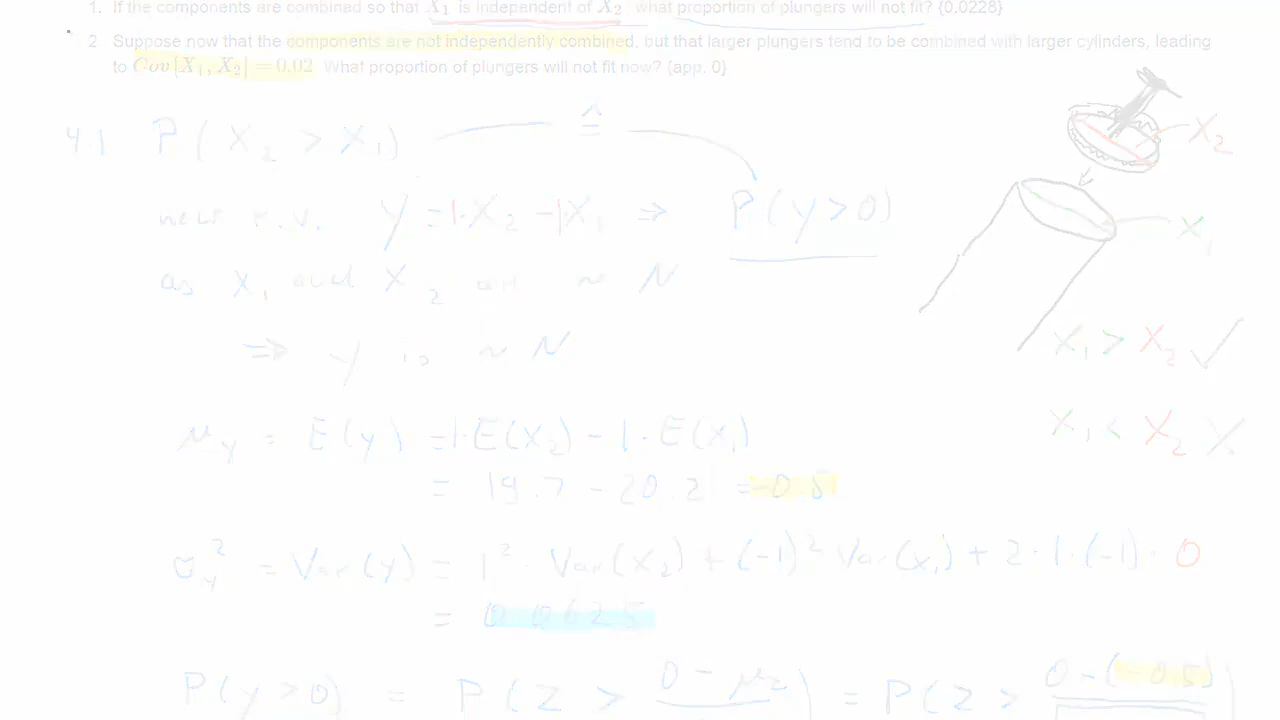 1. If the components are combined so that X₁ is independent of X₂ what proportion of plungers will not fit? {0.0228}
2 Suppose now that the components are not independently combined, but that larger plungers tend to be combined with larger cylinders, leading
to Cov[X₁, X₂] = 0.02. What proportion of plungers will not fit now? {app. 0}
4.1 P(X₂ > X₁) ≙
X₂
new r.v. Y = 1·X₂ - 1·X₁ ⇒ P(Y > 0)
X₁
as X₁ and X₂ are ~ N
⇒ Y is ~ N
X₁ > X₂ ✓
μ_Y = E(Y) = 1·E(X₂) - 1·E(X₁)
X₁ < X₂ X
= 19.7 - 20.2 = -0.5
σ_Y² = Var(Y) = 1² · Var(X₂) + (-1)² Var(X₁) + 2·1·(-1)·0
= 0.0625
P(Y > 0) = P(Z > 0 - μ) = P(Z > 0 - (-0.5)